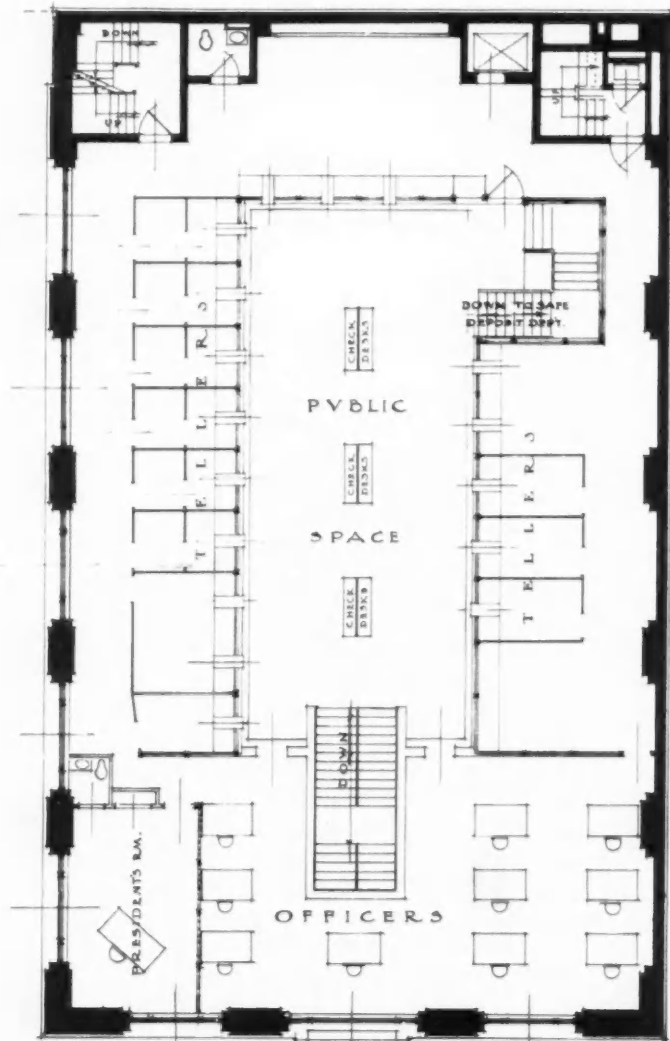 DOWN
UP
UP
TELLERS
DOWN TO SAFE
DEPOSIT DEPT.
CHECK
DESKS
PVBLIC
CHECK
DESKS
SPACE
CHECK
DESKS
TELLERS
DOWN
PRESIDENTS RM.
OFFICERS